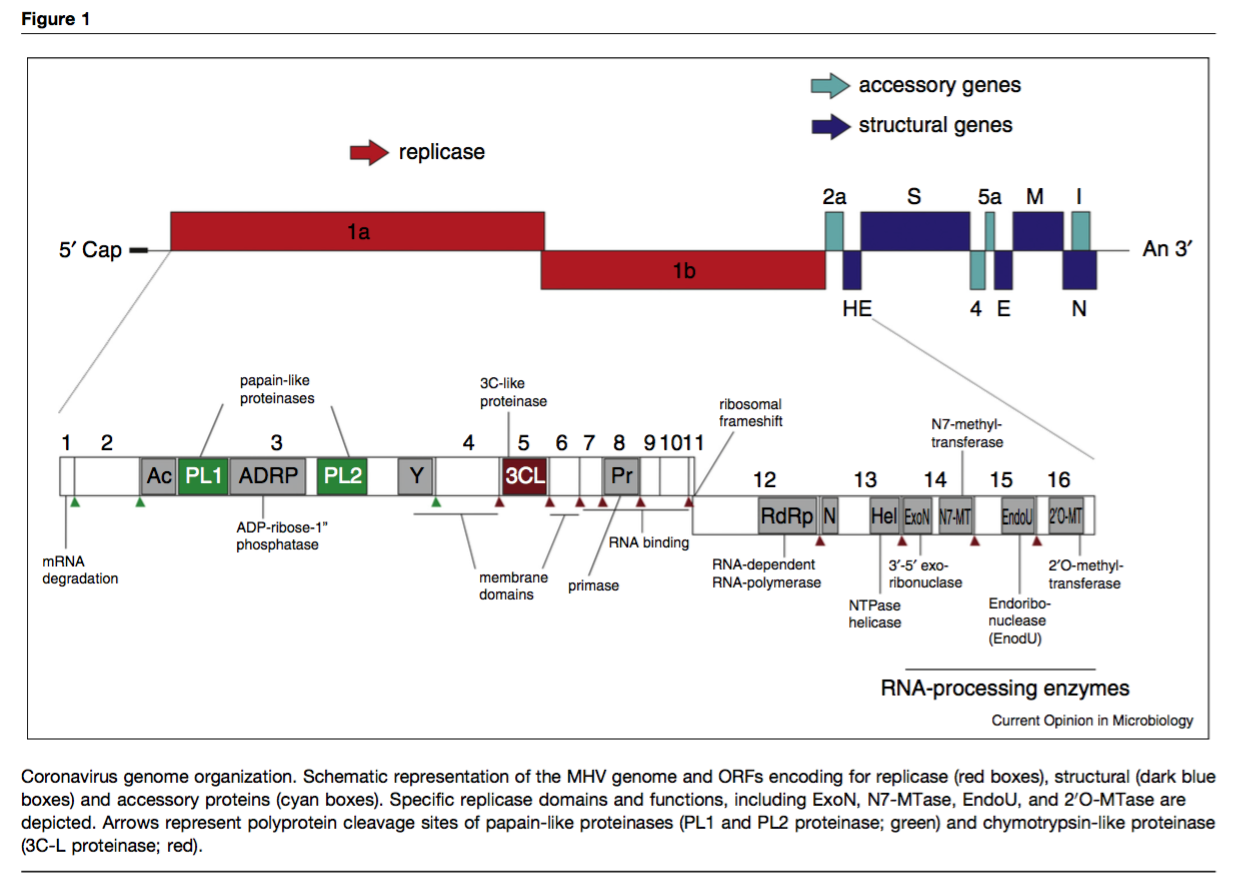 Figure 1
accessory genes
structural genes
replicase
2a S 5a M I
1a
5′ Cap
An 3′
1b
HE 4 E N
papain-like
proteinases
3C-like
proteinase
ribosomal
frameshift
N7-methyl-
transferase
1 2 3 4 5 6 7 8 9 10 11
Ac PL1 ADRP PL2 Y 3CL Pr
12 13 14 15 16
RdRp N Hel ExoN N7-MT EndoU 2′O-MT
ADP-ribose-1”
phosphatase
mRNA
degradation
membrane
domains
primase
RNA binding
RNA-dependent
RNA-polymerase
NTPase
helicase
3′-5′ exo-
ribonuclase
Endoribo-
nuclease
(EnodU)
2′O-methyl-
transferase
RNA-processing enzymes
Current Opinion in Microbiology
Coronavirus genome organization. Schematic representation of the MHV genome and ORFs encoding for replicase (red boxes), structural (dark blue
boxes) and accessory proteins (cyan boxes). Specific replicase domains and functions, including ExoN, N7-MTase, EndoU, and 2′O-MTase are
depicted. Arrows represent polyprotein cleavage sites of papain-like proteinases (PL1 and PL2 proteinase; green) and chymotrypsin-like proteinase
(3C-L proteinase; red).